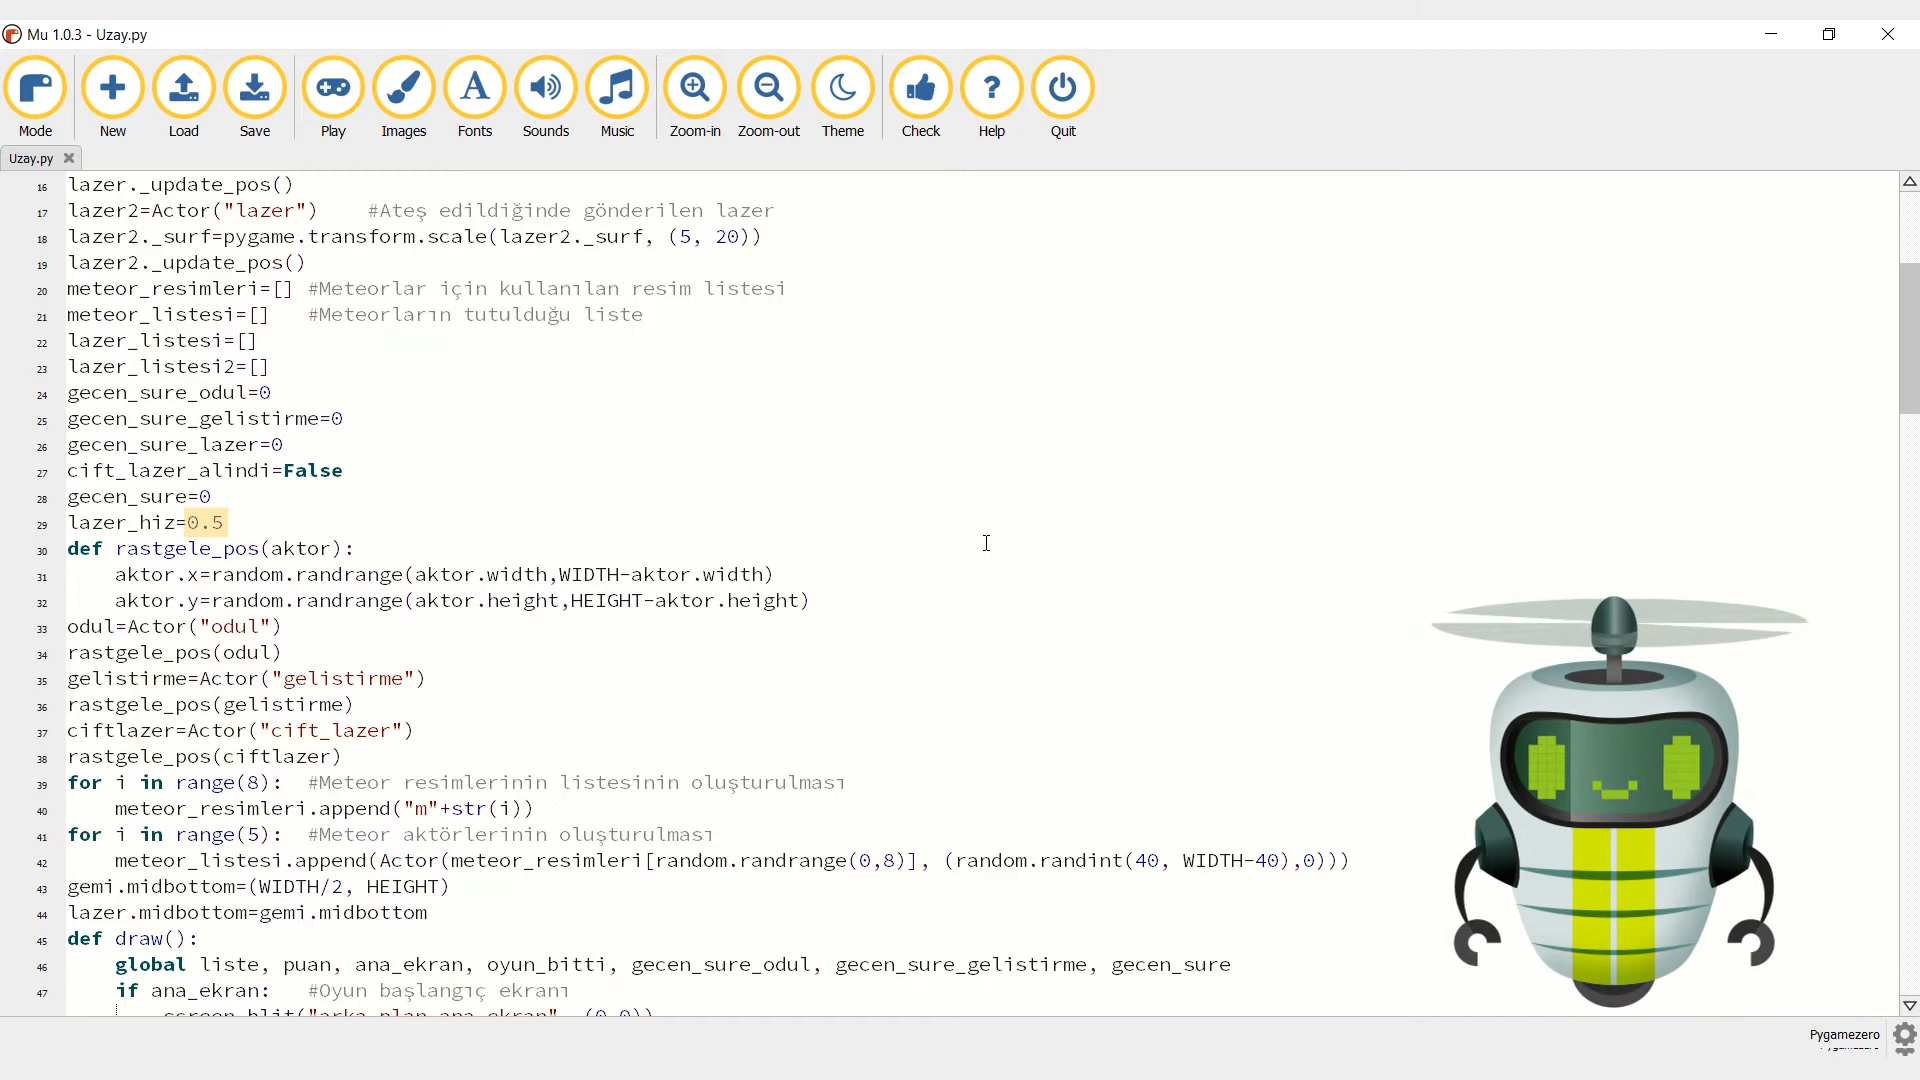 Mu 1.0.3 - Uzay.py
Mode New Load Save Play Images Fonts Sounds Music Zoom-in Zoom-out Theme Check Help Quit
Uzay.py
16 lazer._update_pos()
17 lazer2=Actor("lazer")    #Ateş edildiğinde gönderilen lazer
18 lazer2._surf=pygame.transform.scale(lazer2._surf, (5, 20))
19 lazer2._update_pos()
20 meteor_resimleri=[] #Meteorlar için kullanılan resim listesi
21 meteor_listesi=[]   #Meteorların tutulduğu liste
22 lazer_listesi=[]
23 lazer_listesi2=[]
24 gecen_sure_odul=0
25 gecen_sure_gelistirme=0
26 gecen_sure_lazer=0
27 cift_lazer_alindi=False
28 gecen_sure=0
29 lazer_hiz=0.5
30 def rastgele_pos(aktor):
31     aktor.x=random.randrange(aktor.width,WIDTH-aktor.width)
32     aktor.y=random.randrange(aktor.height,HEIGHT-aktor.height)
33 odul=Actor("odul")
34 rastgele_pos(odul)
35 gelistirme=Actor("gelistirme")
36 rastgele_pos(gelistirme)
37 ciftlazer=Actor("cift_lazer")
38 rastgele_pos(ciftlazer)
39 for i in range(8):  #Meteor resimlerinin listesinin oluşturulması
40     meteor_resimleri.append("m"+str(i))
41 for i in range(5):  #Meteor aktörlerinin oluşturulması
42     meteor_listesi.append(Actor(meteor_resimleri[random.randrange(0,8)], (random.randint(40, WIDTH-40),0)))
43 gemi.midbottom=(WIDTH/2, HEIGHT)
44 lazer.midbottom=gemi.midbottom
45 def draw():
46     global liste, puan, ana_ekran, oyun_bitti, gecen_sure_odul, gecen_sure_gelistirme, gecen_sure
47     if ana_ekran:   #Oyun başlangıç ekranı
screen.blit("arka_plan_ana_ekran", (0,0))
Pygamezero